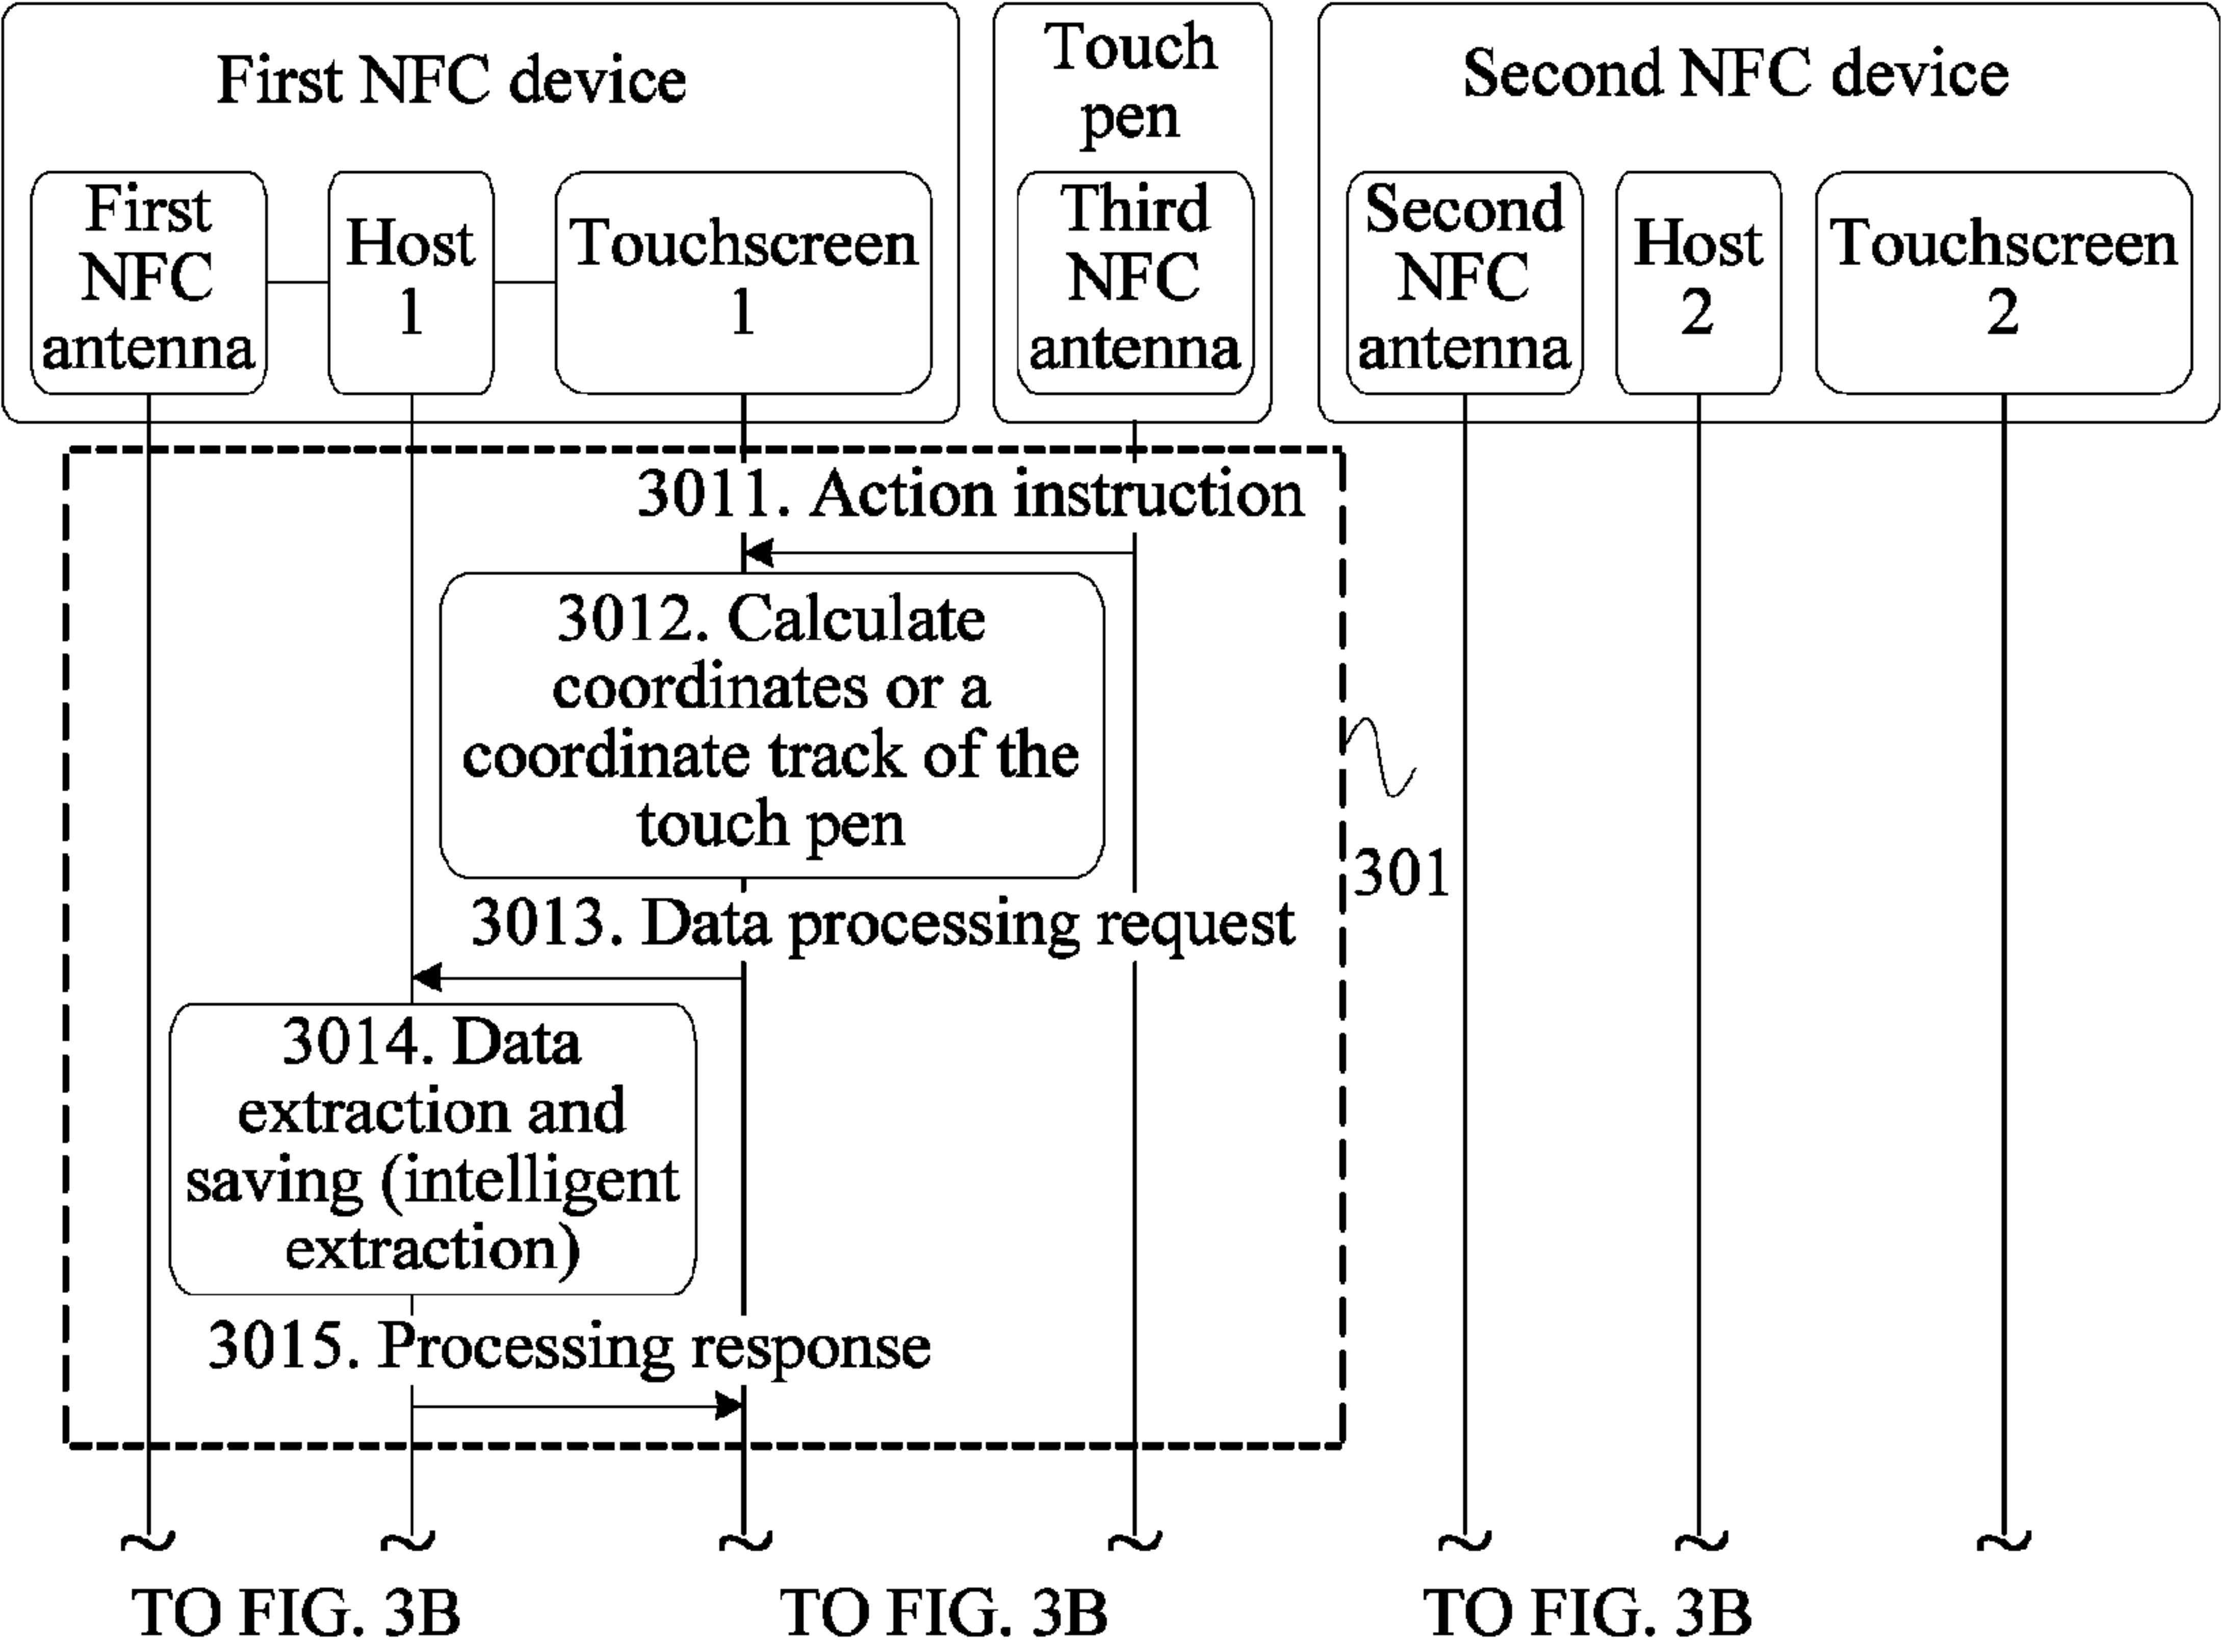 First NFC device
First
NFC
antenna
Host
1
Touchscreen
1
Touch
pen
Third
NFC
antenna
Second NFC device
Second
NFC
antenna
Host
2
Touchscreen
2
3011. Action instruction
3012. Calculate
coordinates or a
coordinate track of the
touch pen
301
3013. Data processing request
3014. Data
extraction and
saving (intelligent
extraction)
3015. Processing response
TO FIG. 3B
TO FIG. 3B
TO FIG. 3B